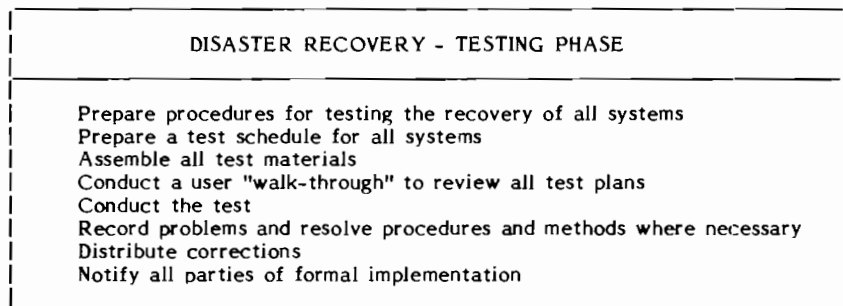 DISASTER RECOVERY - TESTING PHASE
Prepare procedures for testing the recovery of all systems
Prepare a test schedule for all systems
Assemble all test materials
Conduct a user "walk-through" to review all test plans
Conduct the test
Record problems and resolve procedures and methods where necessary
Distribute corrections
Notify all parties of formal implementation